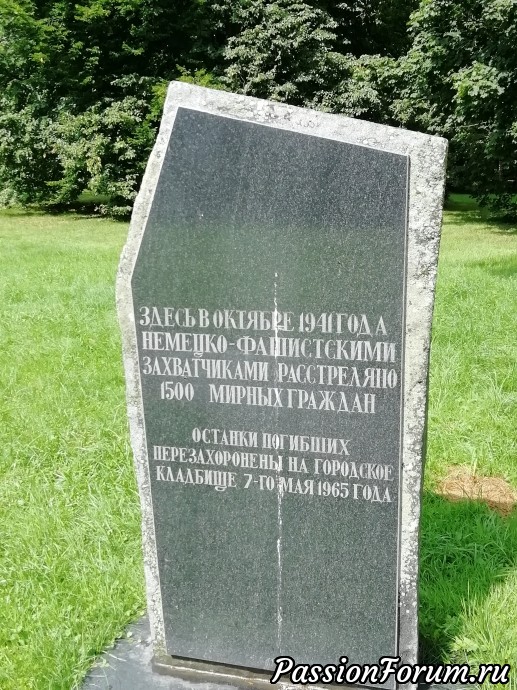 ЗДЕСЬ В ОКТЯБРЕ 1941 ГОДА
НЕМЕЦКО-ФАШИСТСКИМИ
ЗАХВАТЧИКАМИ РАССТРЕЛЯНО
1500 МИРНЫХ ГРАЖДАН
ОСТАНКИ ПОГИБШИХ
ПЕРЕЗАХОРОНЕНЫ НА ГОРОДСКОЕ
КЛАДБИЩЕ 7-ГО МАЯ 1965 ГОДА
PassionForum.ru